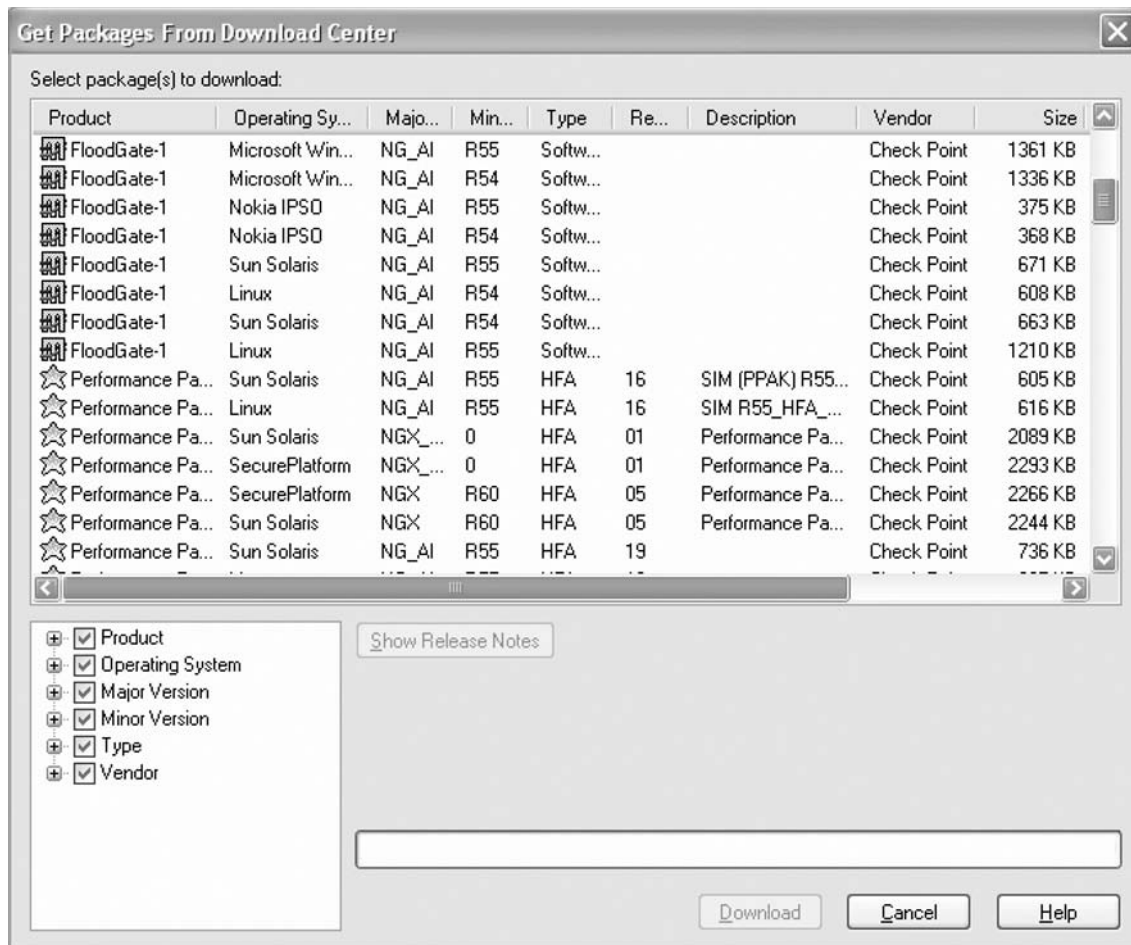 Get Packages From Download Center
Select package(s) to download:
Product Operating Sy... Majo... Min... Type Re... Description Vendor Size
FloodGate-1 Microsoft Win... NG_AI R55 Softw... Check Point 1361 KB
FloodGate-1 Microsoft Win... NG_AI R54 Softw... Check Point 1336 KB
FloodGate-1 Nokia IPSO NG_AI R55 Softw... Check Point 375 KB
FloodGate-1 Nokia IPSO NG_AI R54 Softw... Check Point 368 KB
FloodGate-1 Sun Solaris NG_AI R55 Softw... Check Point 671 KB
FloodGate-1 Linux NG_AI R54 Softw... Check Point 608 KB
FloodGate-1 Sun Solaris NG_AI R54 Softw... Check Point 663 KB
FloodGate-1 Linux NG_AI R55 Softw... Check Point 1210 KB
Performance Pa... Sun Solaris NG_AI R55 HFA 16 SIM (PPAK) R55... Check Point 605 KB
Performance Pa... Linux NG_AI R55 HFA 16 SIM R55_HFA_... Check Point 616 KB
Performance Pa... Sun Solaris NGX_... 0 HFA 01 Performance Pa... Check Point 2089 KB
Performance Pa... SecurePlatform NGX_... 0 HFA 01 Performance Pa... Check Point 2293 KB
Performance Pa... SecurePlatform NGX R60 HFA 05 Performance Pa... Check Point 2266 KB
Performance Pa... Sun Solaris NGX R60 HFA 05 Performance Pa... Check Point 2244 KB
Performance Pa... Sun Solaris NG_AI R55 HFA 19 Check Point 736 KB
Product
Operating System
Major Version
Minor Version
Type
Vendor
Show Release Notes
Download Cancel Help